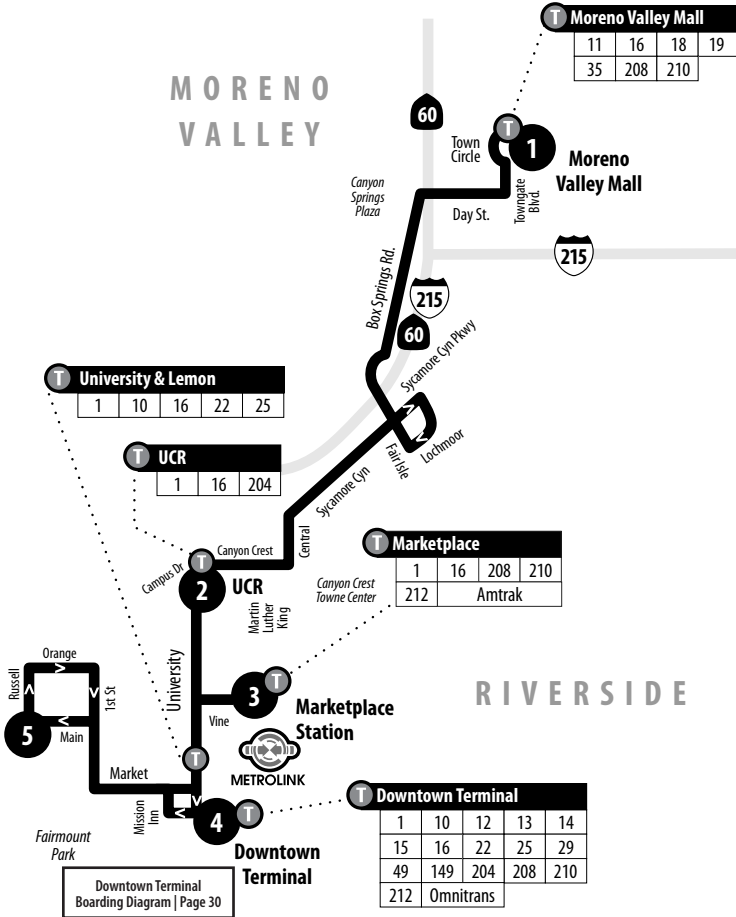 T Moreno Valley Mall
11 16 18 19
35 208 210
MORENO
VALLEY
60
T
Town
Circle
1
Moreno
Valley Mall
Canyon
Springs
Plaza
Day St.
Towngate
Blvd.
215
Box Springs Rd.
215
60
Sycamore Cyn Pkwy
T University & Lemon
1 10 16 22 25
Lochmoor
Fair Isle
T UCR
1 16 204
Sycamore Cyn
Central
T Marketplace
1 16 208 210
212 Amtrak
Canyon Crest
Campus Dr
T
2
UCR
Canyon Crest
Towne Center
Martin
Luther
King
Orange
Russell
1st St
University
3
T
RIVERSIDE
Marketplace
Station
5
Main
Vine
METROLINK
T
Market
Mission
Inn
4
T
T Downtown Terminal
1 10 12 13 14
15 16 22 25 29
49 149 204 208 210
212 Omnitrans
Fairmount
Park
Downtown
Terminal
Downtown Terminal
Boarding Diagram | Page 30